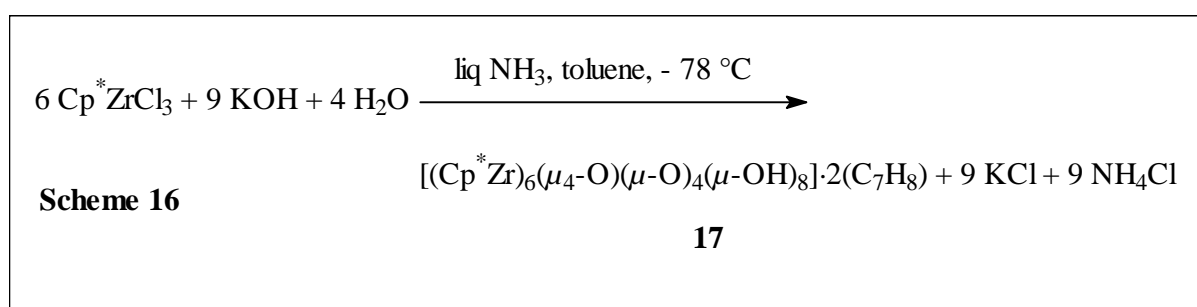 liq NH₃, toluene, - 78 °C
6 Cp*ZrCl₃ + 9 KOH + 4 H₂O
[(Cp*Zr)₆(μ₄-O)(μ-O)₄(μ-OH)₈]·2(C₇H₈) + 9 KCl + 9 NH₄Cl
Scheme 16
17